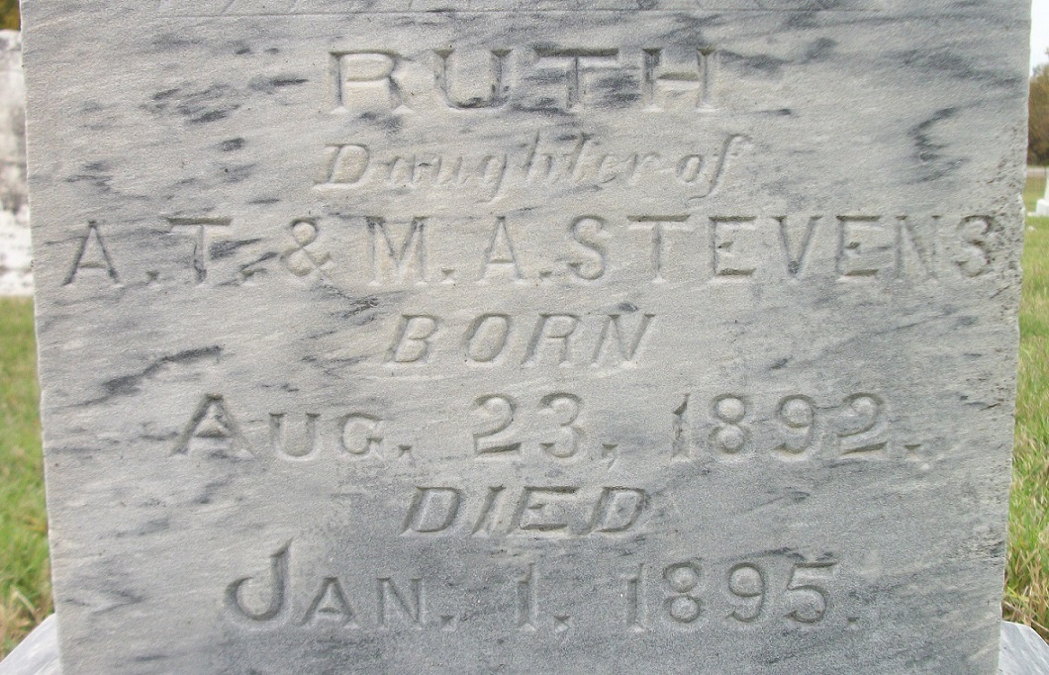 RUTH
Daughter of
A. T. & M. A. STEVENS
BORN
AUG. 23, 1892.
DIED
JAN. 1, 1895.